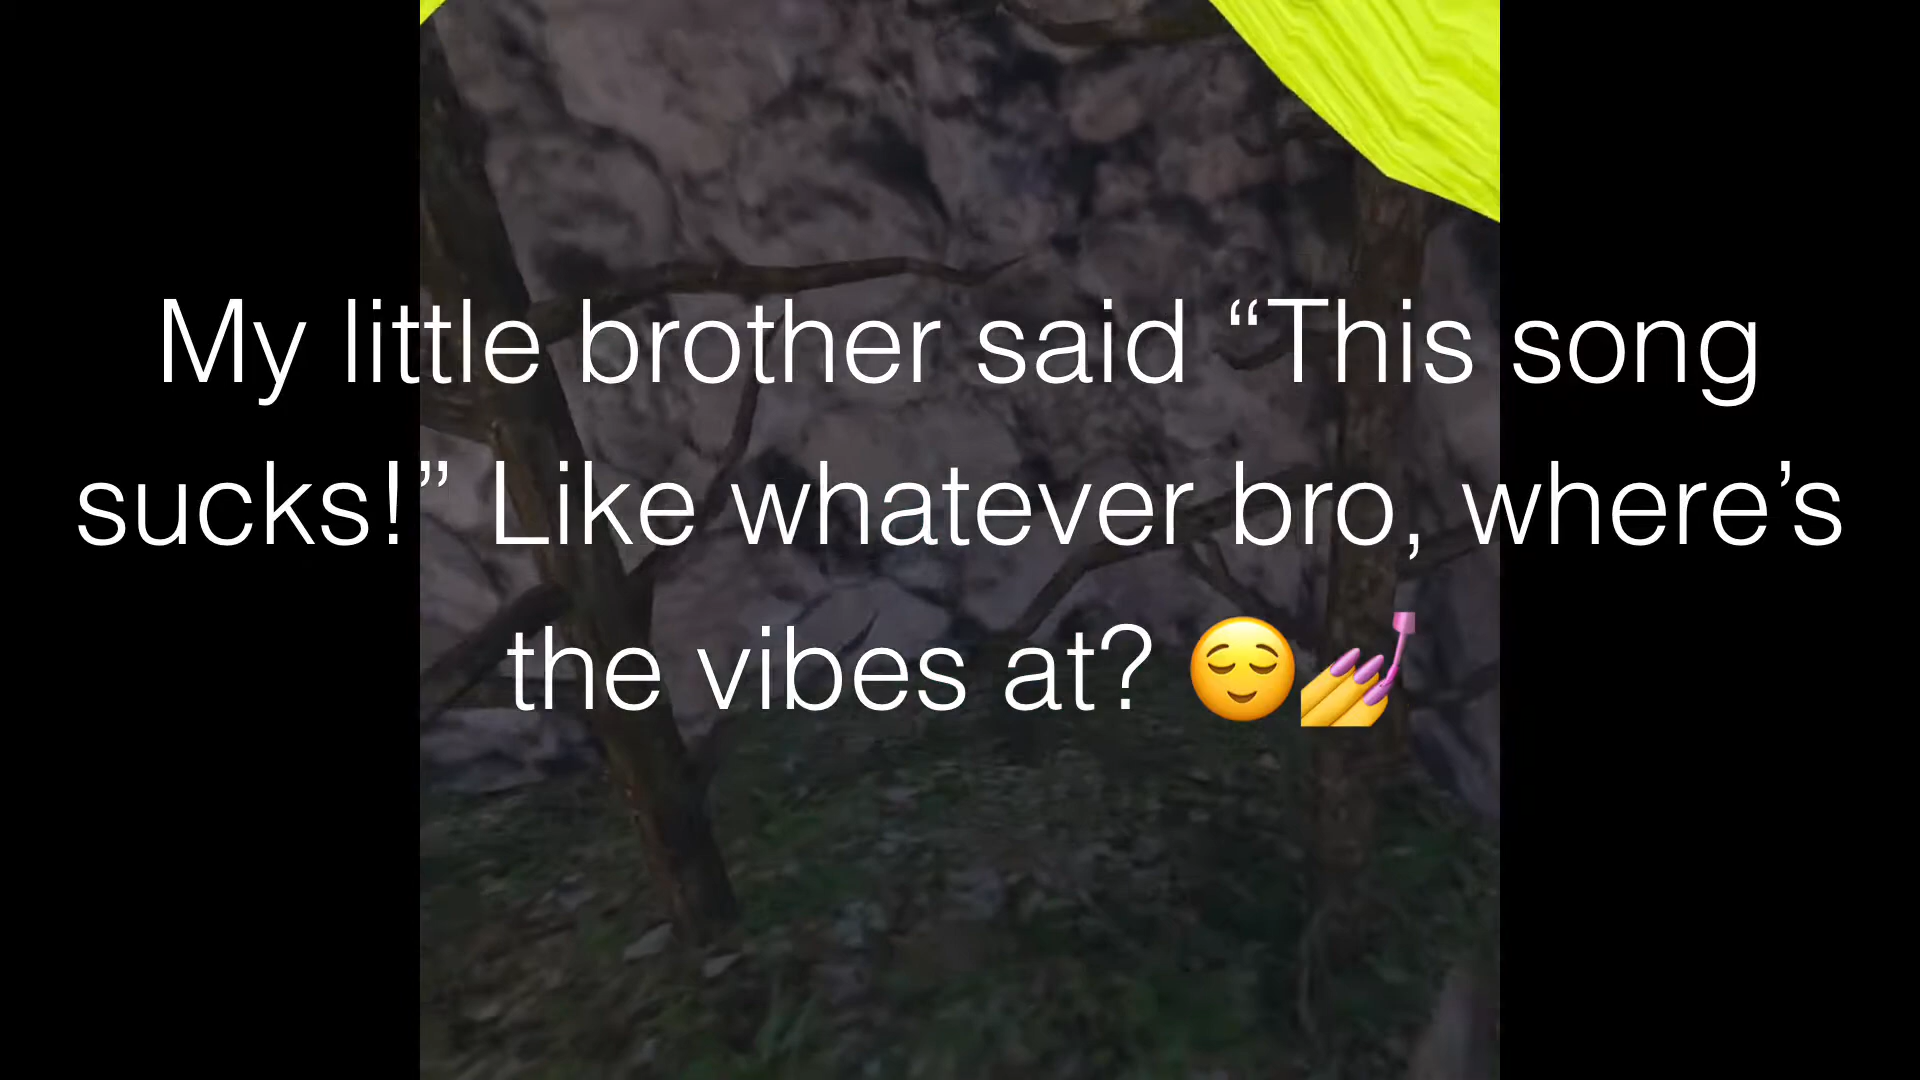 My little brother said “This song
sucks!” Like whatever bro, where’s
the vibes at? 😌💅